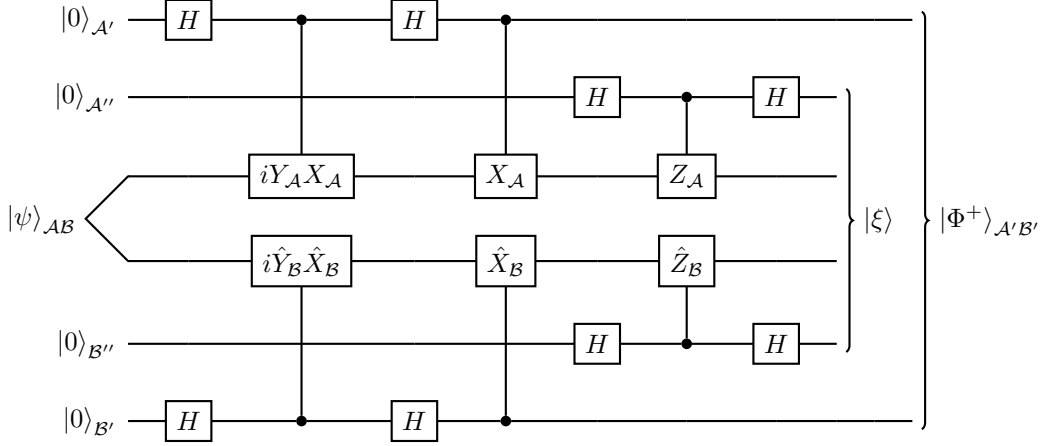 |0⟩_𝒜′ H H
|0⟩_𝒜″ H H
iY_𝒜X_𝒜 X_𝒜 Z_𝒜
|ψ⟩_𝒜ℬ |ξ⟩ |Φ⁺⟩_𝒜′ℬ′
iŶ_ℬX̂_ℬ X̂_ℬ Ẑ_ℬ
|0⟩_ℬ″ H H
|0⟩_ℬ′ H H